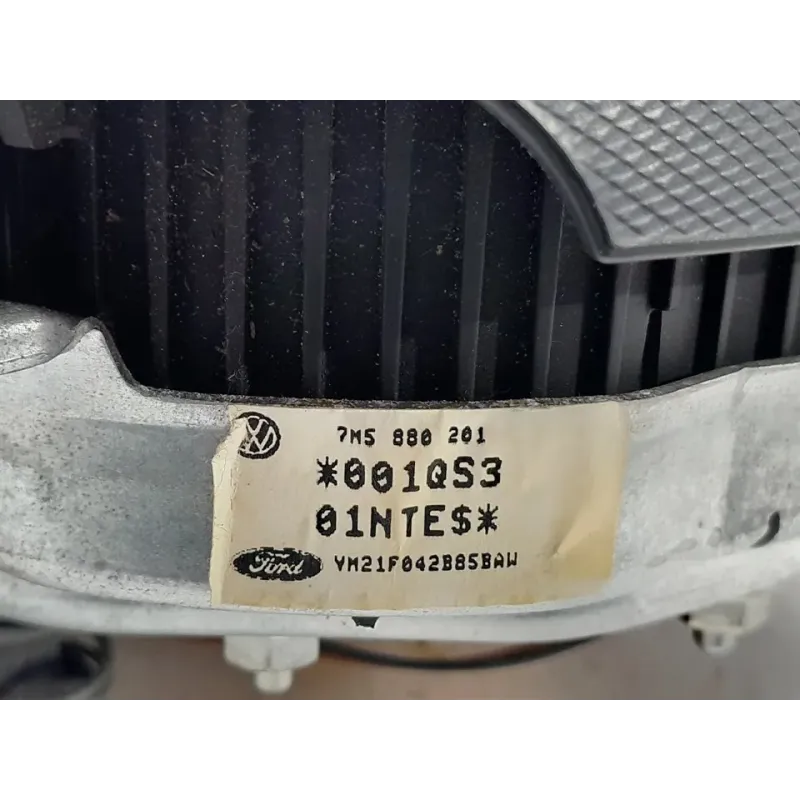 7M5 880 201
*001QS3
01NTE$*
Ford YM21F042B85BAW